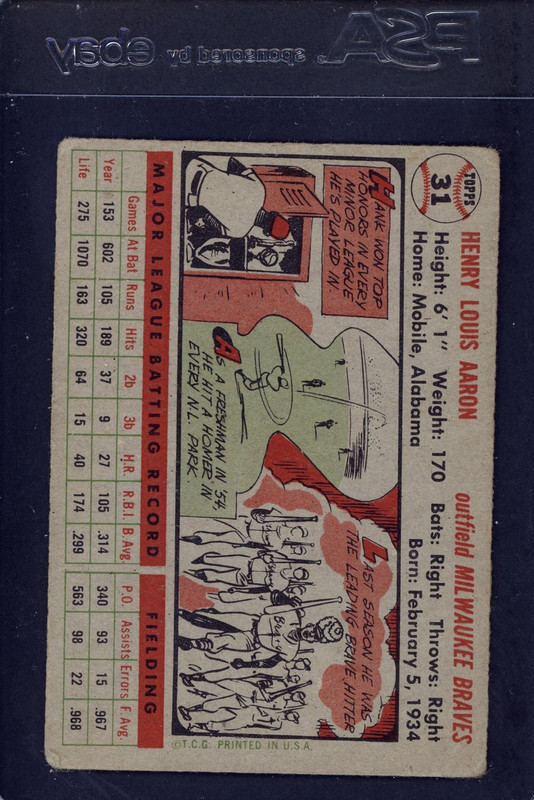 PSA sponsored by ebay
TOPPS
31
HENRY LOUIS AARON outfield MILWAUKEE BRAVES
Height: 6' 1" Weight: 170 Bats: Right Throws: Right
Home: Mobile, Alabama Born: February 5, 1934
HANK WON TOP
HONORS IN EVERY
MINOR LEAGUE
HE'S PLAYED IN.
AS A FRESHMAN IN '54,
HE HIT A HOMER IN
EVERY N.L. PARK
LAST SEASON HE WAS
THE LEADING BRAVE HITTER
Braves
MAJOR LEAGUE BATTING RECORD FIELDING
Games At Bat Runs Hits 2b 3b H.R. R.B.I. B. Avg. P.O. Assists Errors F. Avg.
Year 153 602 105 189 37 9 27 105 .314 340 93 15 .967
Life 275 1070 163 320 64 15 40 174 .299 563 98 22 .968
©T.C.G. PRINTED IN U.S.A.